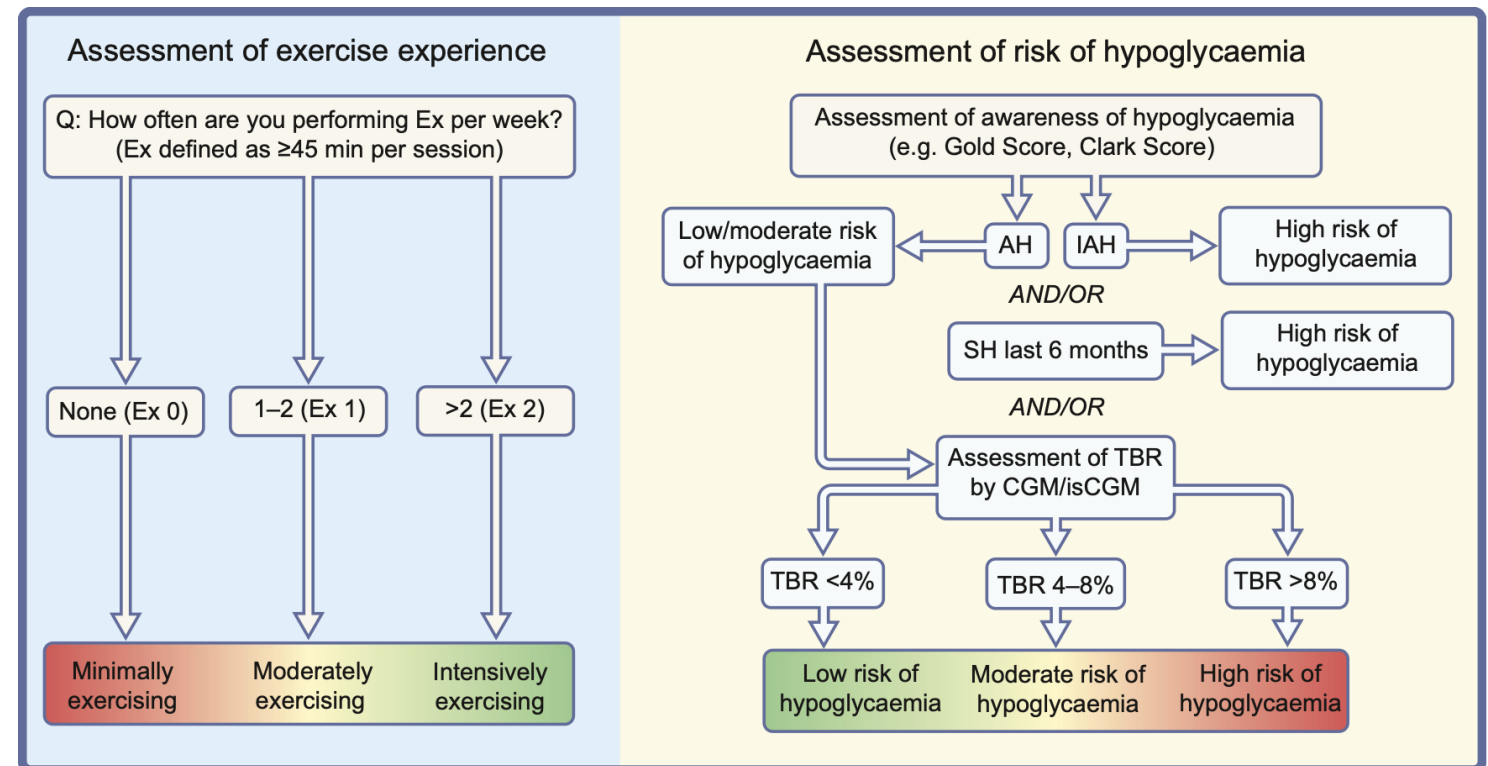 Assessment of exercise experience
Q: How often are you performing Ex per week?
(Ex defined as ≥45 min per session)
None (Ex 0)
1–2 (Ex 1)
>2 (Ex 2)
Minimally
exercising
Moderately
exercising
Intensively
exercising
Assessment of risk of hypoglycaemia
Assessment of awareness of hypoglycaemia
(e.g. Gold Score, Clark Score)
Low/moderate risk
of hypoglycaemia
AH
IAH
High risk of
hypoglycaemia
AND/OR
SH last 6 months
High risk of
hypoglycaemia
AND/OR
Assessment of TBR
by CGM/isCGM
TBR <4%
TBR 4–8%
TBR >8%
Low risk of
hypoglycaemia
Moderate risk of
hypoglycaemia
High risk of
hypoglycaemia